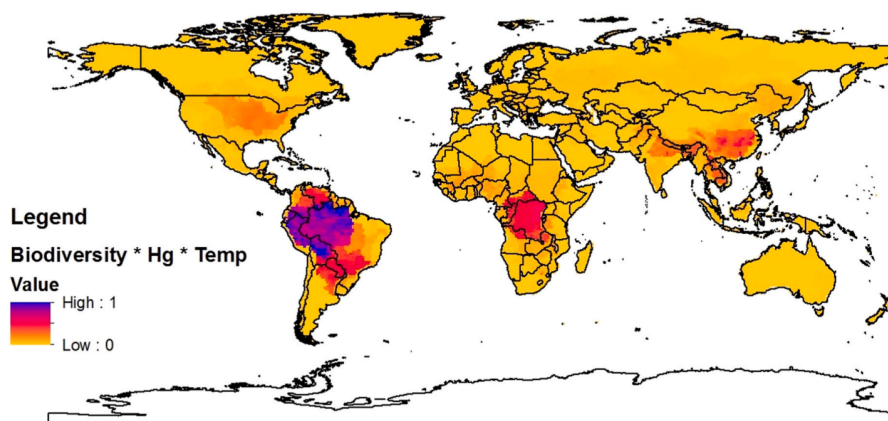 Legend
Biodiversity * Hg * Temp
Value
High : 1
Low : 0